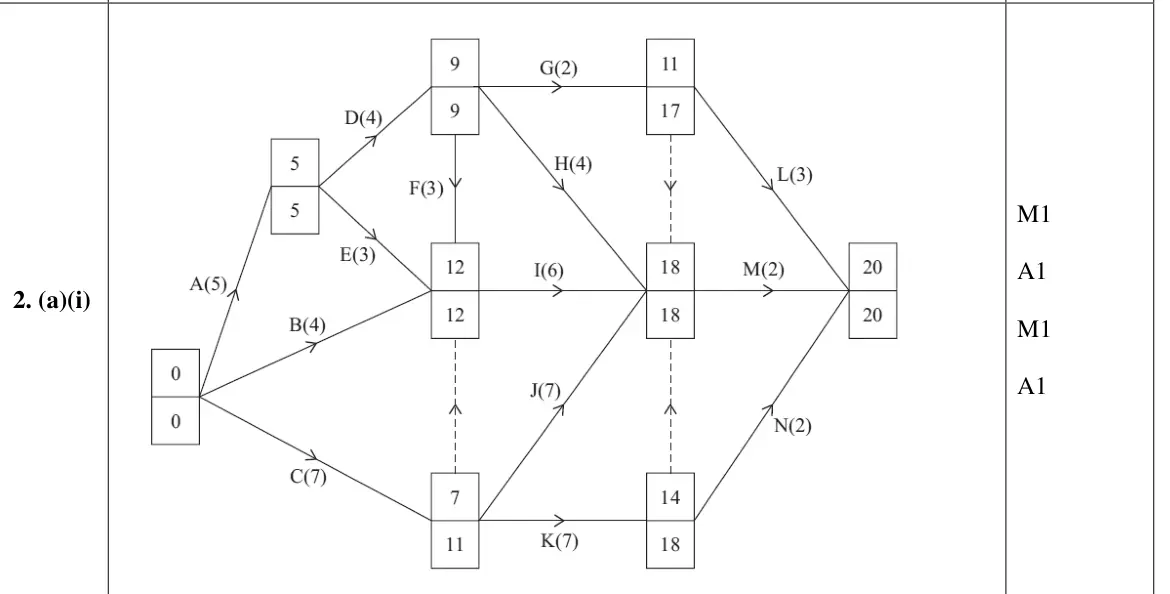 9
G(2)
11
9
17
D(4)
5
F(3)
H(4)
L(3)
5
M1
E(3)
12
I(6)
18
M(2)
20
A1
A(5)
2. (a)(i)
B(4)
12
18
20
M1
0
J(7)
A1
0
N(2)
C(7)
7
14
11
K(7)
18